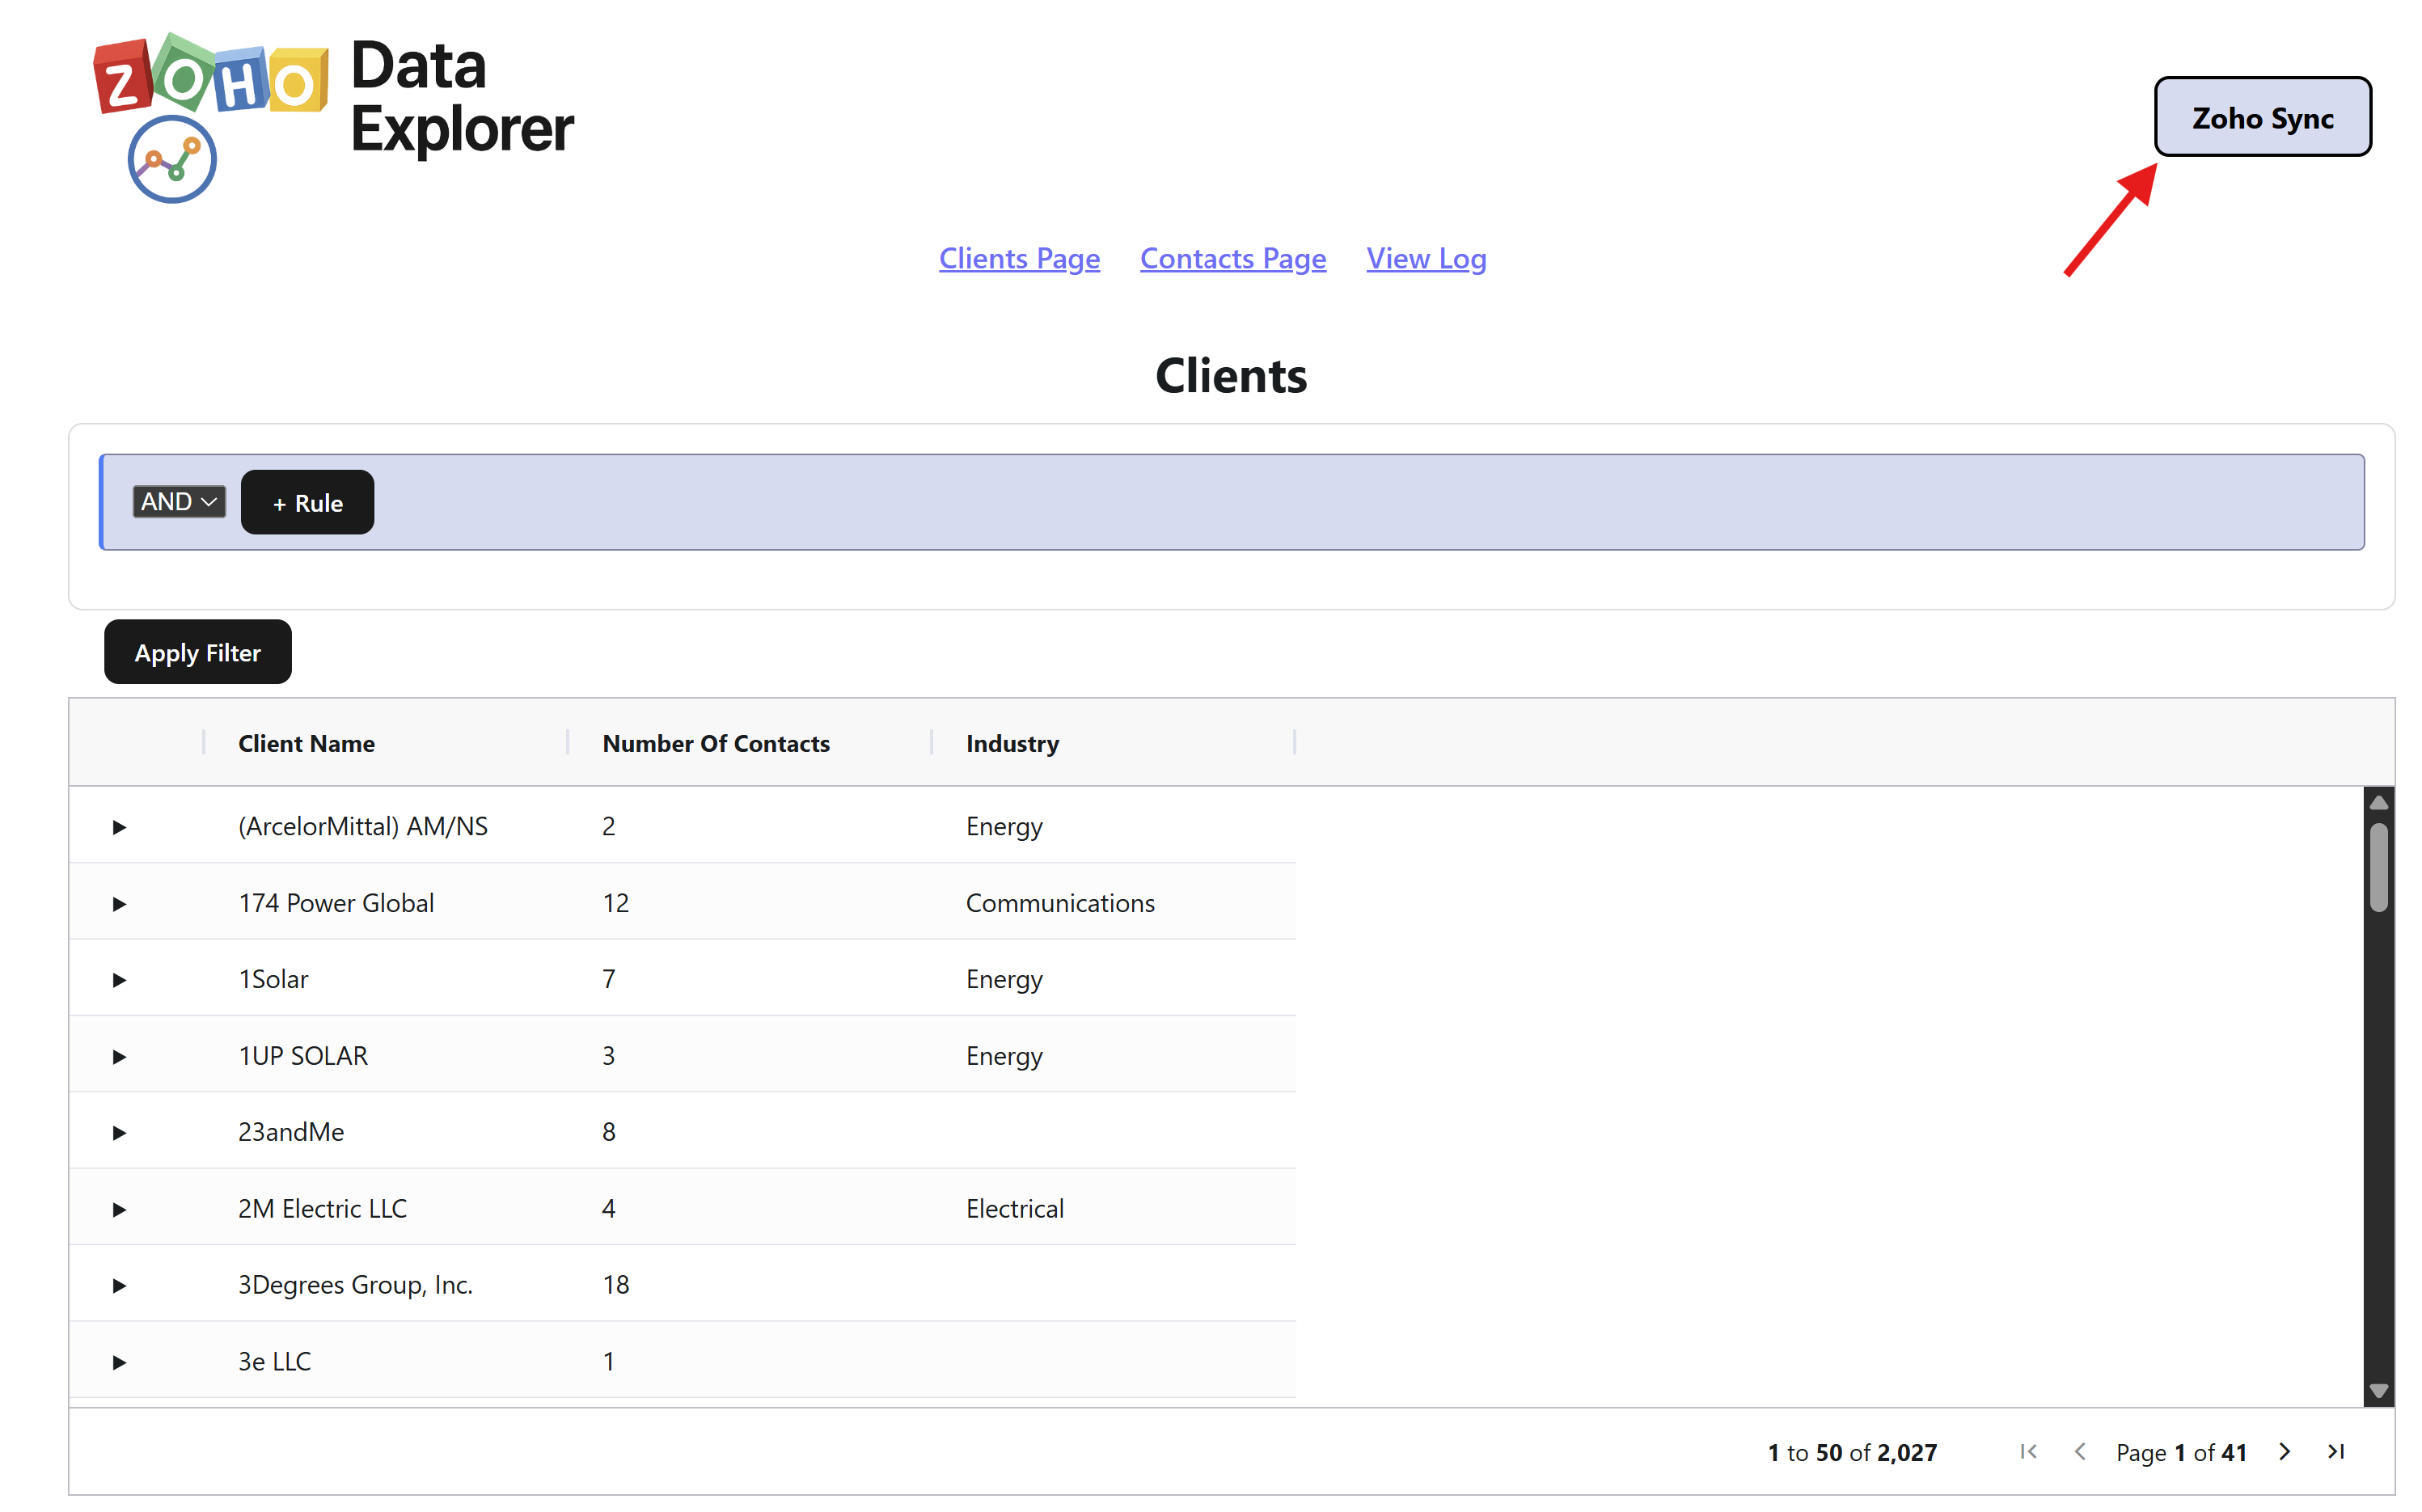 ZOHO
Data
Explorer
Zoho Sync
Clients Page Contacts Page View Log
Clients
AND + Rule
Apply Filter
Client Name Number Of Contacts Industry
(ArcelorMittal) AM/NS 2 Energy
174 Power Global 12 Communications
1Solar 7 Energy
1UP SOLAR 3 Energy
23andMe 8
2M Electric LLC 4 Electrical
3Degrees Group, Inc. 18
3e LLC 1
1 to 50 of 2,027 Page 1 of 41